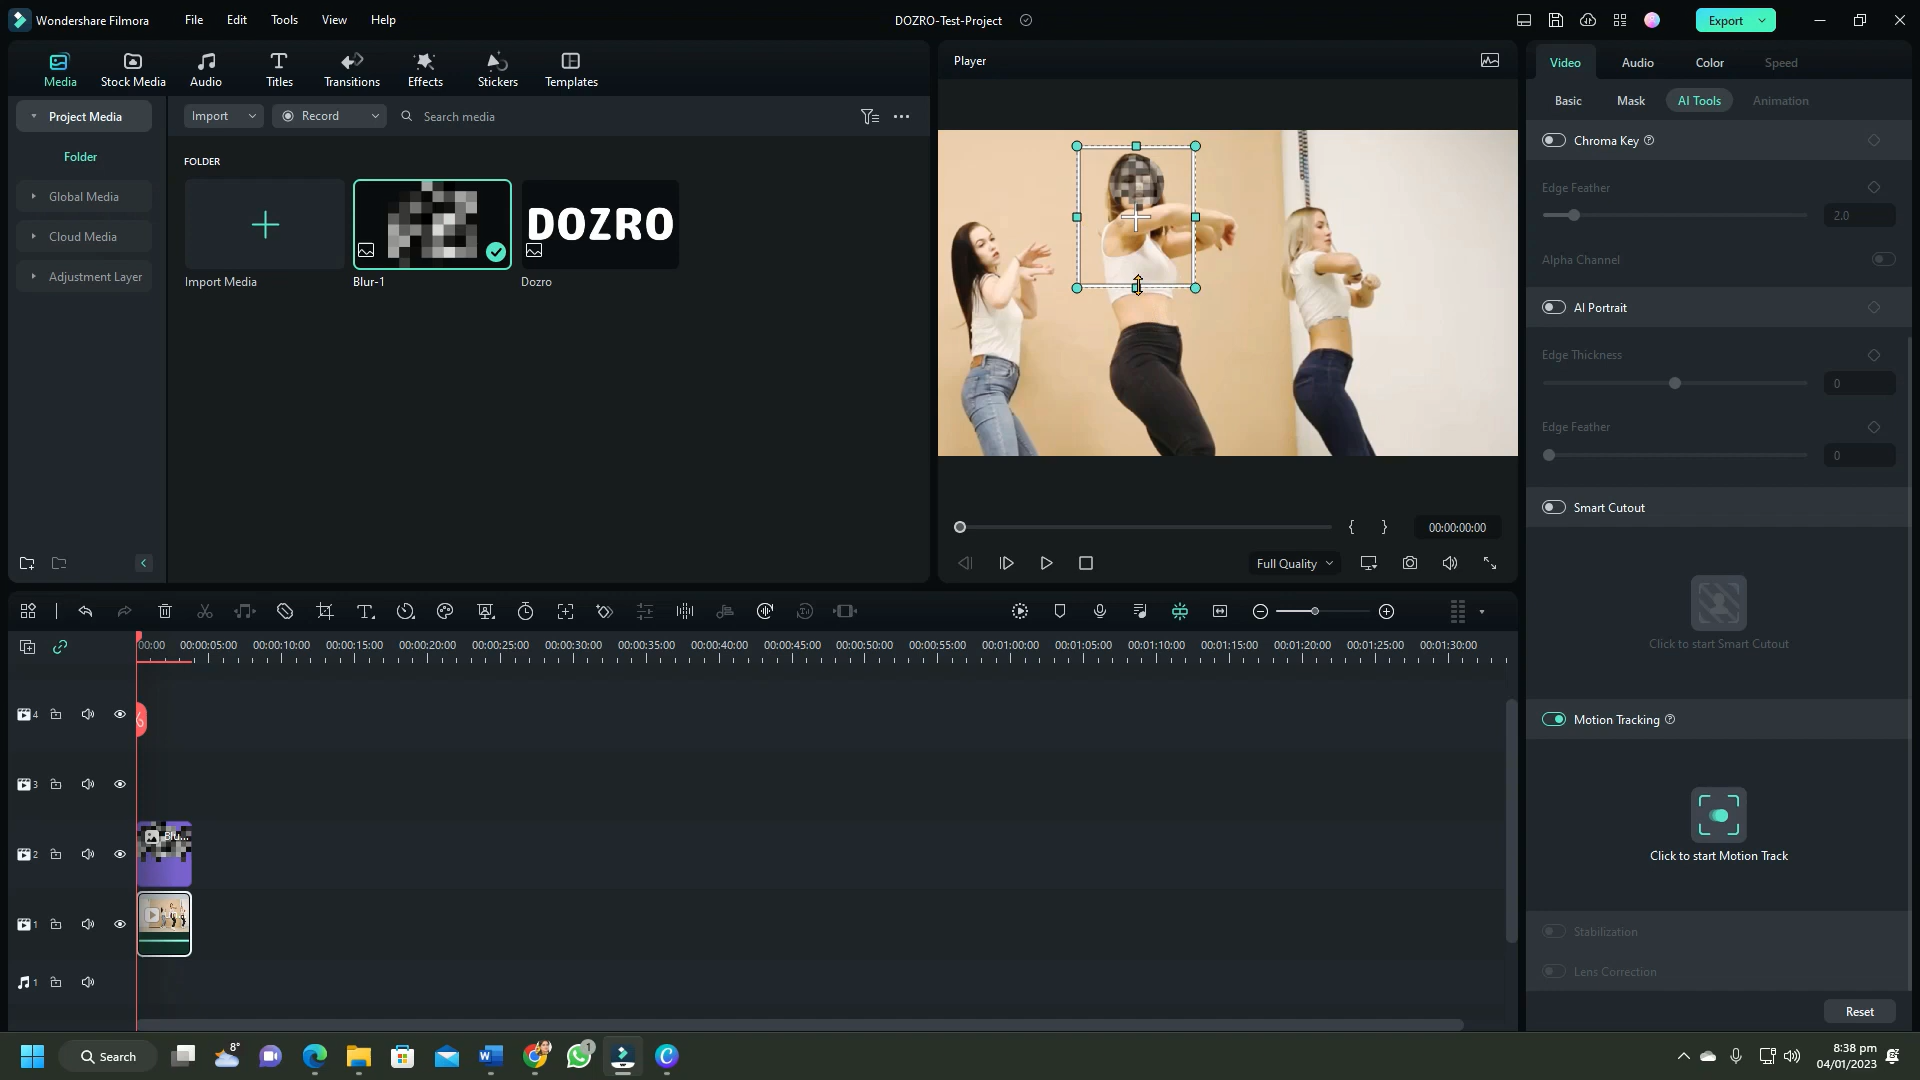 Wondershare Filmora File Edit Tools View Help DOZRO-Test-Project Export
Media Stock Media Audio Titles Transitions Effects Stickers Templates
Player
Video Audio Color Speed
Basic Mask AI Tools Animation
Project Media
Folder
Global Media
Cloud Media
Adjustment Layer
Import Record Search media
FOLDER
DOZRO
Import Media Blur-1 Dozro
00:00:00:00
Full Quality
Chroma Key
Edge Feather
2.0
Alpha Channel
AI Portrait
Edge Thickness
0
Edge Feather
0
Smart Cutout
Click to start Smart Cutout
Motion Tracking
Click to start Motion Track
Stabilization
Lens Correction
Reset
00:00 00:00:05:00 00:00:10:00 00:00:15:00 00:00:20:00 00:00:25:00 00:00:30:00 00:00:35:00 00:00:40:00 00:00:45:00 00:00:50:00 00:00:55:00 00:01:00:00 00:01:05:00 00:01:10:00 00:01:15:00 00:01:20:00 00:01:25:00 00:01:30:00
4
3
2 Blu...
1
1
8°
Search
1
8:38 pm
04/01/2023